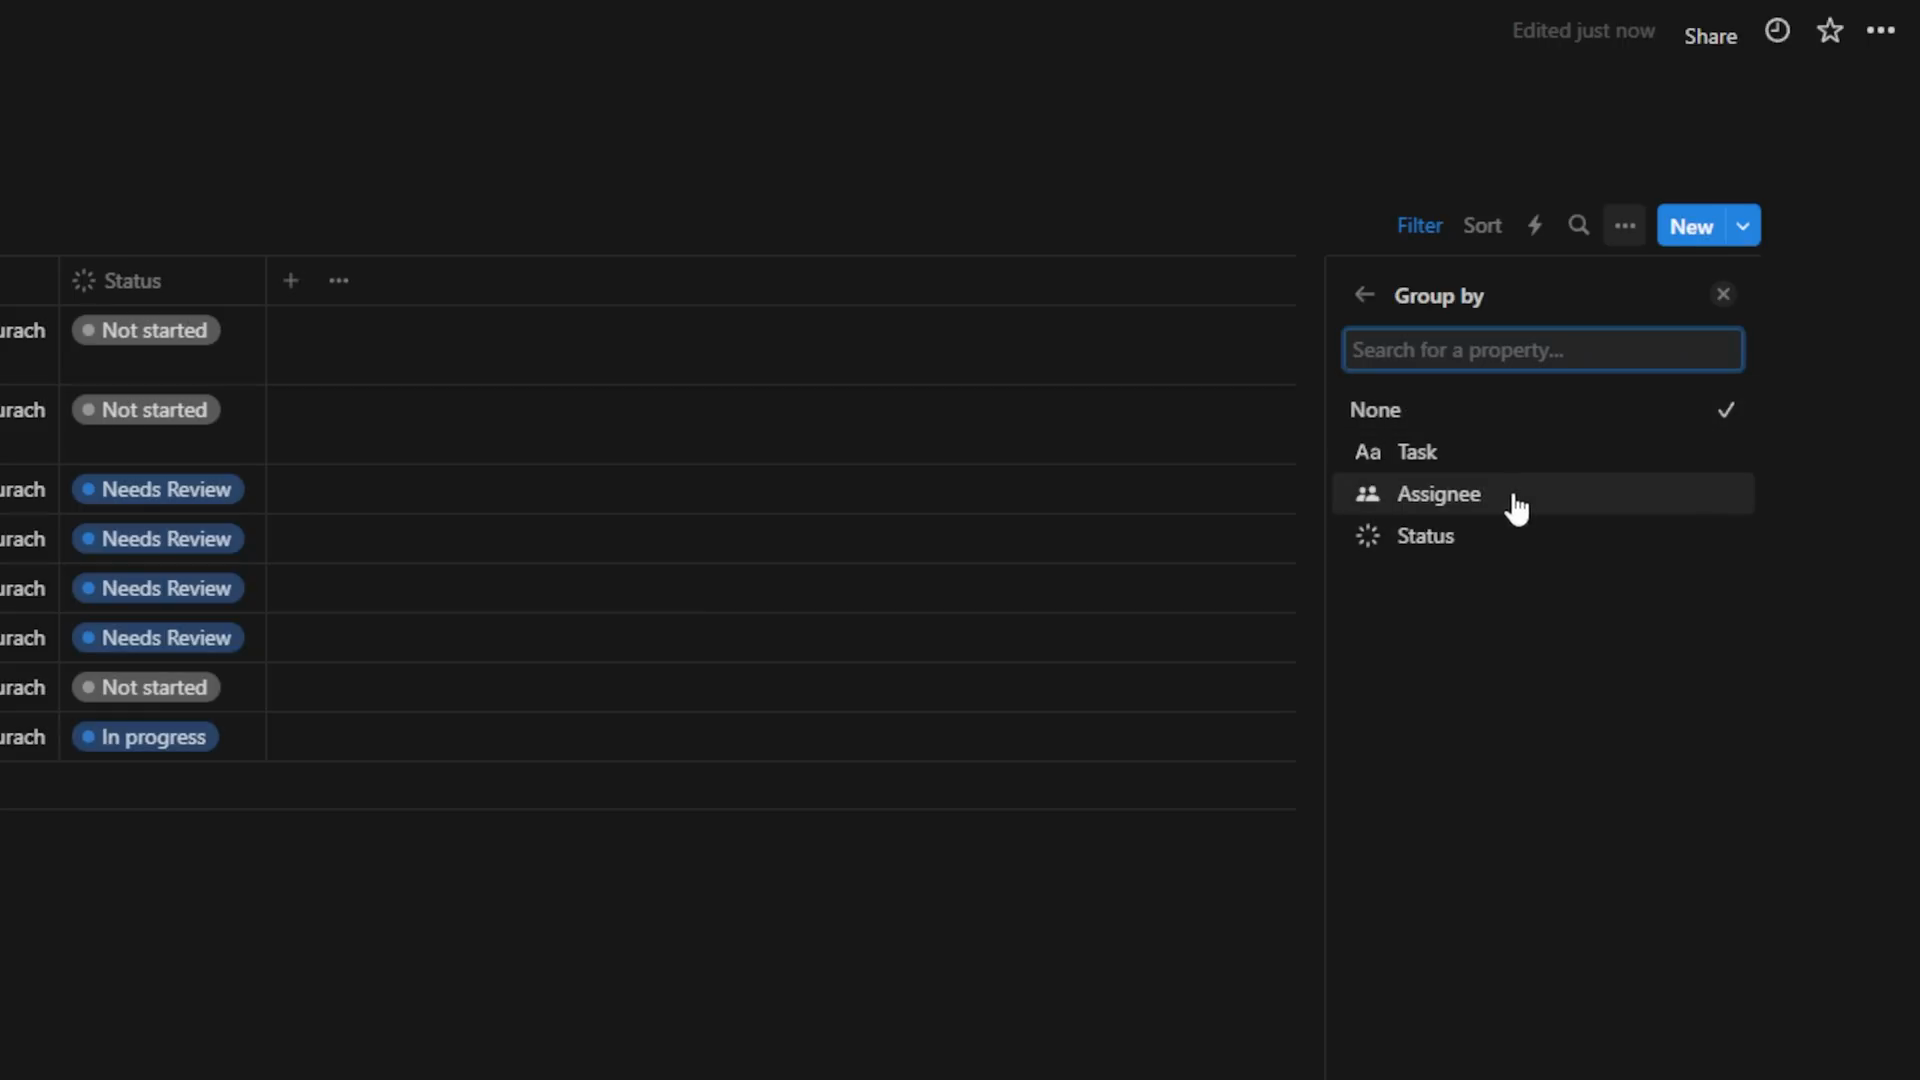 Edited just now Share
Filter Sort New
Status
Group by
Search for a property...
urach Not started
None
urach Not started
Aa Task
urach Needs Review
Assignee
urach Needs Review
Status
urach Needs Review
urach Needs Review
urach Not started
urach In progress